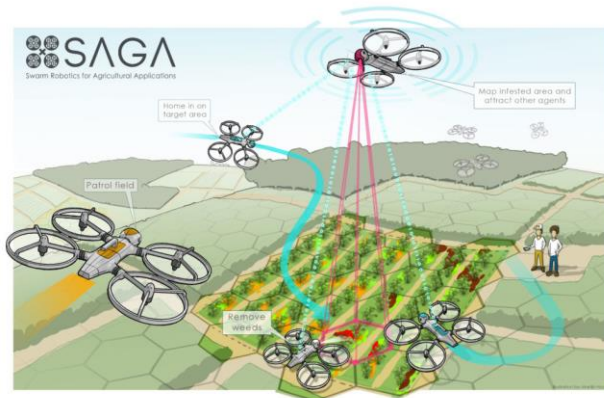 SAGA
Swarm Robotics for Agricultural Applications
Map infested area and
attract other agents
Home in on
target area
Patrol field
Remove
weeds